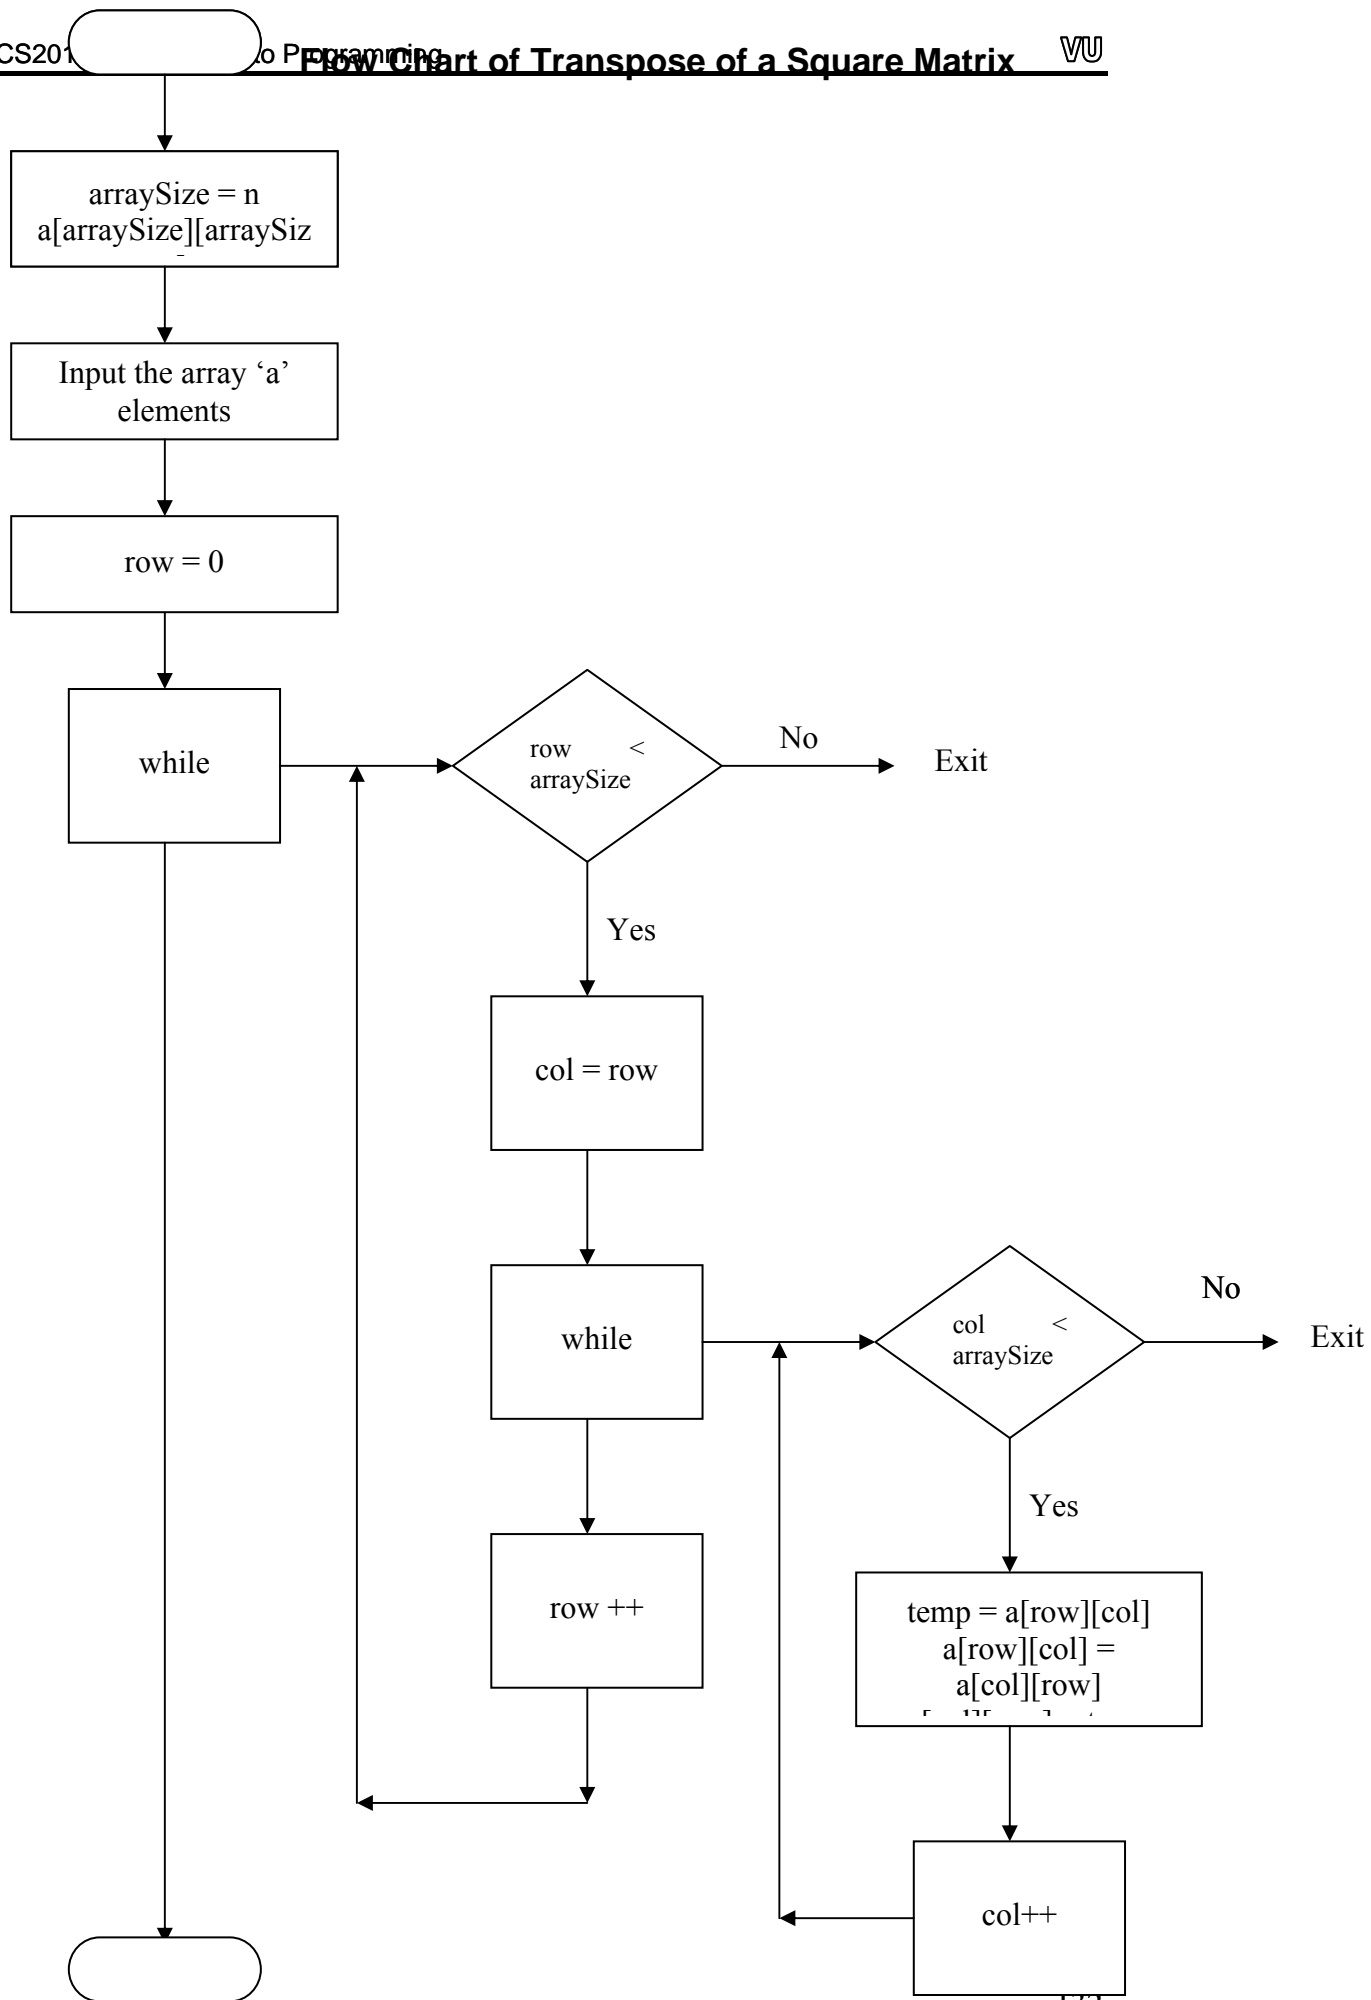 CS201
to Programming
Flow Chart of Transpose of a Square Matrix
VU
arraySize = n
a[arraySize][arraySiz
Input the array ‘a’
elements
row = 0
while
row <
arraySize
No
Exit
Yes
col = row
while
col <
arraySize
No
Exit
Yes
row ++
temp = a[row][col]
a[row][col] =
a[col][row]
col++